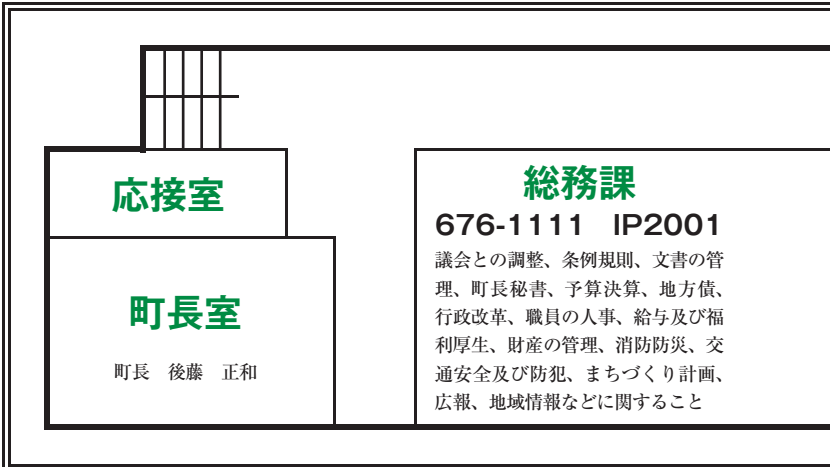 応接室
町長室
町長　後藤　正和
総務課
676-1111　IP2001
議会との調整、条例規則、文書の管
理、町長秘書、予算決算、地方債、
行政改革、職員の人事、給与及び福
利厚生、財産の管理、消防防災、交
通安全及び防犯、まちづくり計画、
広報、地域情報などに関すること